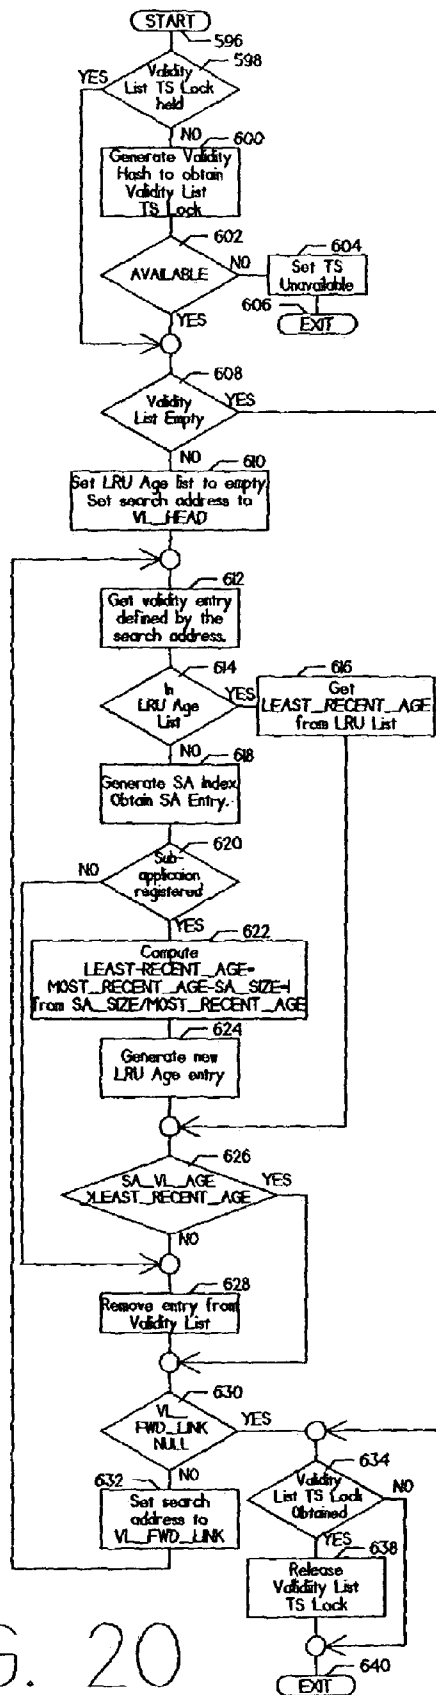 START
596
598
Validity
List TS Lock
held
YES
NO
600
Generate Validity
Hash to obtain
Validity List
TS Lock
602
AVAILABLE
NO
604
Set TS
Unavailable
606
EXIT
YES
608
Validity
List Empty
YES
NO
610
Set LRU Age list to empty
Set search address to
VL_HEAD
612
Get validity entry
defined by the
search address.
614
In
LRU Age
List
YES
616
Get
LEAST_RECENT_AGE
from LRU List
NO
618
Generate SA index
Obtain SA Entry.
620
Sub-
applicaion
registered
NO
YES
622
Compute
LEAST-RECENT_AGE=
MOST_RECENT_AGE-SA_SIZE-1
from SA_SIZE/MOST_RECENT_AGE
624
Generate new
LRU Age entry
626
SA_VL_AGE
>LEAST_RECENT_AGE
YES
NO
628
Remove entry from
Validity List
630
VL_
FWD_LINK
NULL
YES
NO
632
Set search
address to
VL_FWD_LINK
634
Validity
List TS Lock
Obtained
NO
YES
638
Release
Validity List
TS Lock
640
EXIT
G. 20